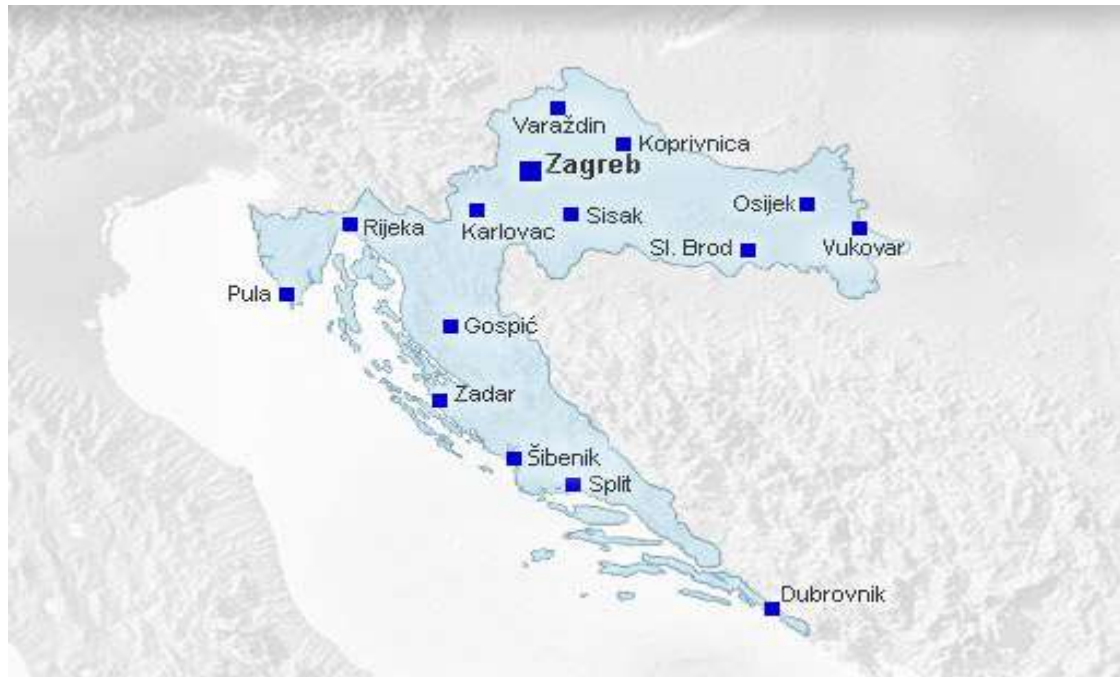 Varaždin
Koprivnica
Zagreb
Osijek
Sisak
Rijeka
Karlovac
Sl. Brod
Vukovar
Pula
Gospić
Zadar
Šibenik
Split
Dubrovnik